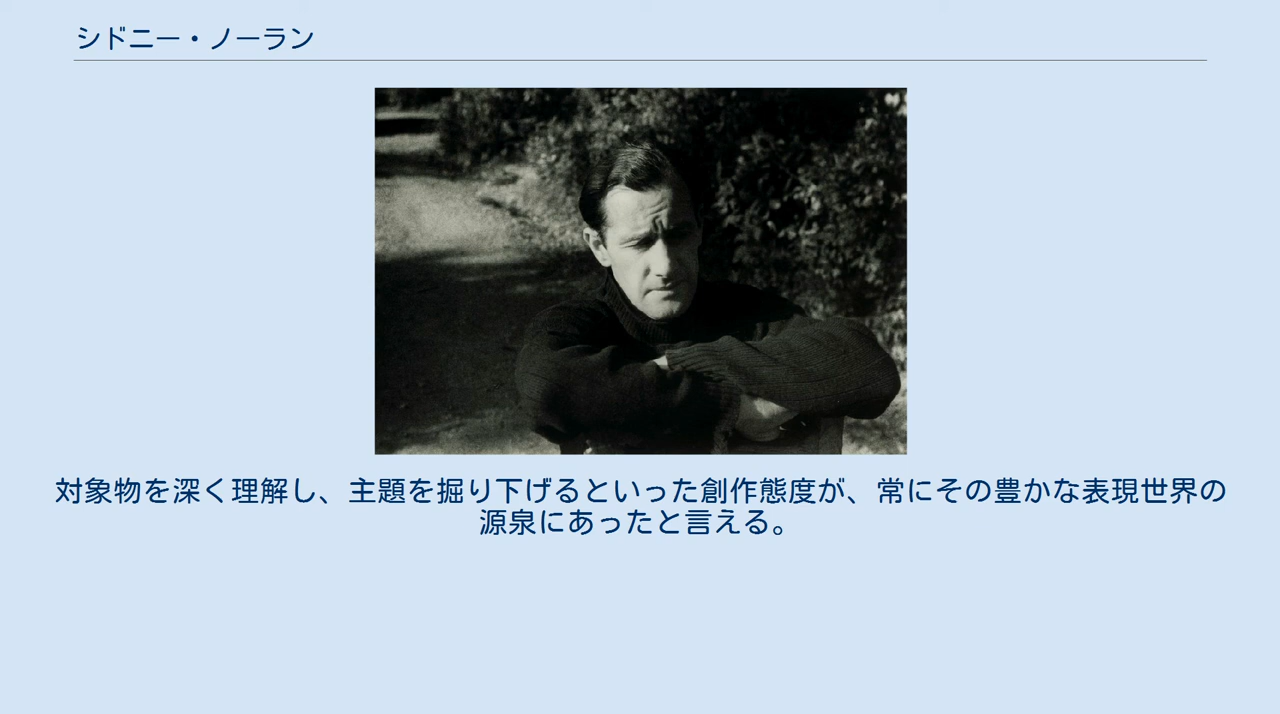 シドニー・ノーラン
対象物を深く理解し、主題を掘り下げるといった創作態度が、常にその豊かな表現世界の
源泉にあったと言える。